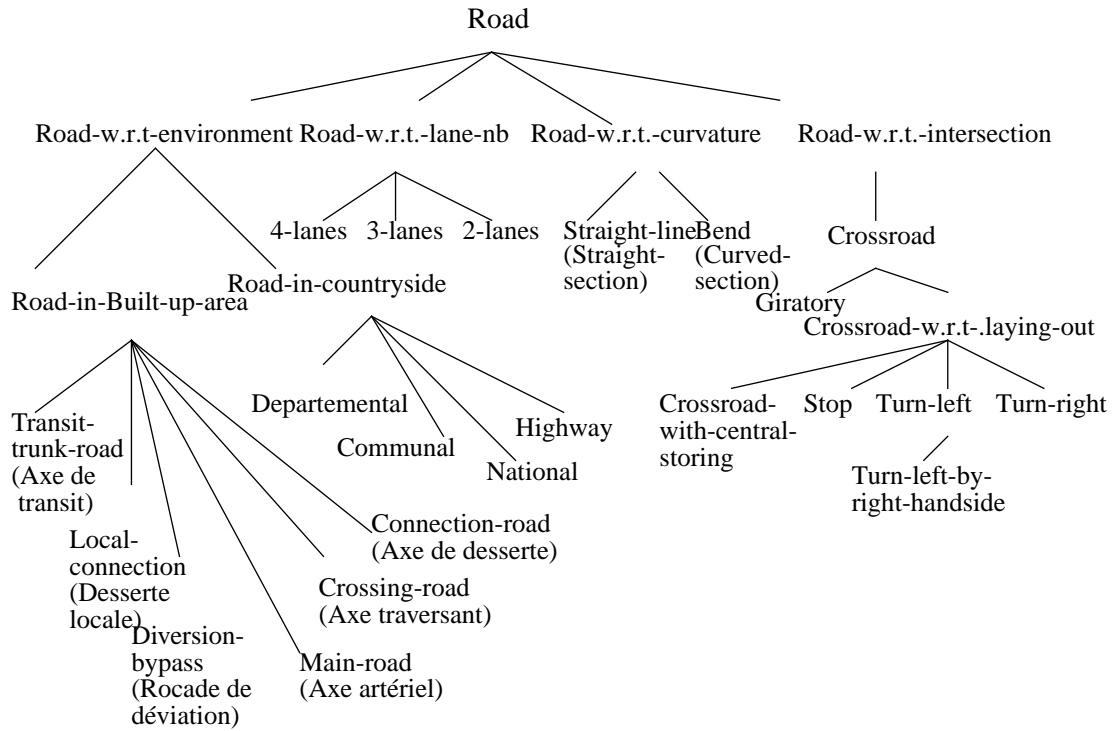 Road
Road-w.r.t-environment
Road-w.r.t.-lane-nb
Road-w.r.t.-curvature
Road-w.r.t.-intersection
4-lanes
3-lanes
2-lanes
Straight-line
(Straight-
section)
Bend
(Curved-
section)
Crossroad
Road-in-Built-up-area
Road-in-countryside
Giratory
Crossroad-w.r.t-.laying-out
Transit-
trunk-road
(Axe de
transit)
Departemental
Communal
National
Highway
Crossroad-
with-central-
storing
Stop
Turn-left
Turn-right
Turn-left-by-
right-handside
Local-
connection
(Desserte
locale)
Connection-road
(Axe de desserte)
Crossing-road
(Axe traversant)
Diversion-
bypass
(Rocade de
déviation)
Main-road
(Axe artériel)